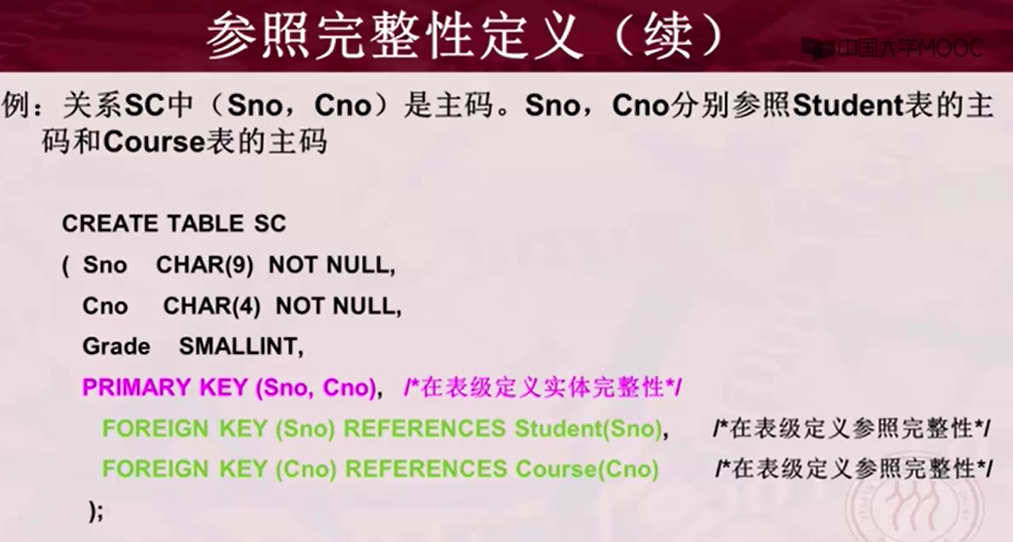 参照完整性定义（续）
中国大学MOOC
例：关系SC中（Sno，Cno）是主码。Sno，Cno分别参照Student表的主
码和Course表的主码
CREATE TABLE SC
( Sno CHAR(9) NOT NULL,
Cno CHAR(4) NOT NULL,
Grade SMALLINT,
PRIMARY KEY (Sno, Cno), /*在表级定义实体完整性*/
FOREIGN KEY (Sno) REFERENCES Student(Sno), /*在表级定义参照完整性*/
FOREIGN KEY (Cno) REFERENCES Course(Cno) /*在表级定义参照完整性*/
);